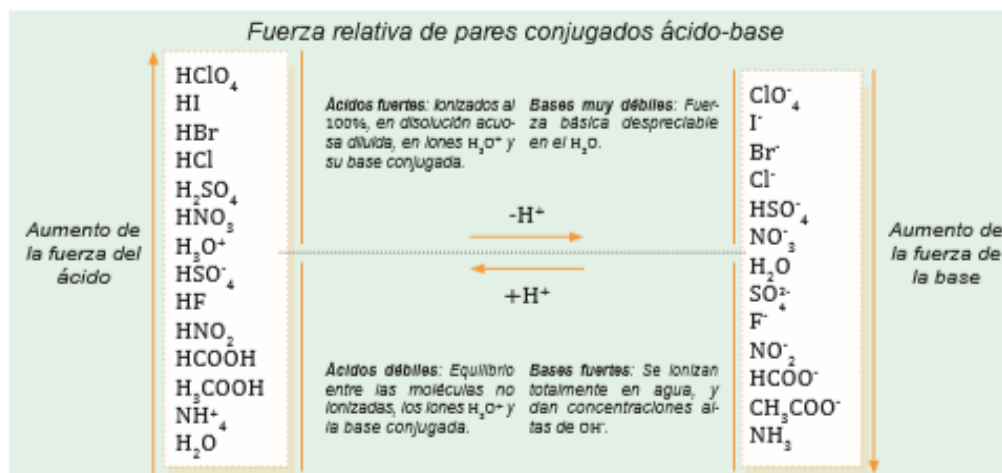 Fuerza relativa de pares conjugados ácido-base
HClO₄
HI
HBr
HCl
H₂SO₄
HNO₃
H₃O⁺
HSO⁻₄
HF
HNO₂
HCOOH
H₃COOH
NH⁺₄
H₂O
Aumento de
la fuerza del
ácido
Ácidos fuertes: Ionizados al
100%, en disolución acuo-
sa diluida, en iones H₃O⁺ y
su base conjugada.
Bases muy débiles: Fuer-
za básica despreciable
en el H₂O.
-H⁺
+H⁺
Ácidos débiles: Equilibrio
entre las moléculas no
ionizadas, los iones H₃O⁺ y
la base conjugada.
Bases fuertes: Se ionizan
totalmente en agua, y
dan concentraciones al-
tas de OH⁻.
ClO⁻₄
I⁻
Br⁻
Cl⁻
HSO⁻₄
NO⁻₃
H₂O
SO²⁻₄
F⁻
NO⁻₂
HCOO⁻
CH₃COO⁻
NH₃
Aumento de
la fuerza de
la base